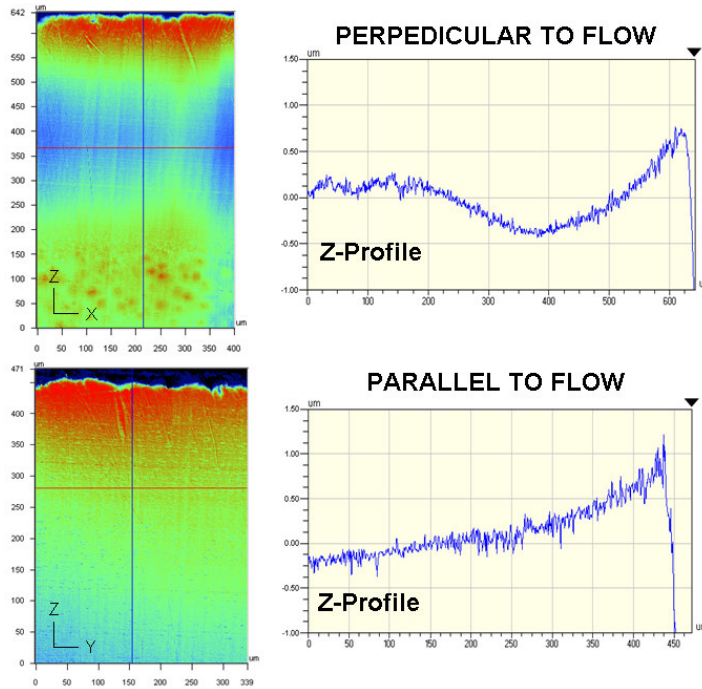 642
um
550
500
450
400
350
300
250
200
150
100
50
0
Z
X
um
0 50 100 150 200 250 300 350 400
PERPEDICULAR TO FLOW
um
1.50
1.00
0.50
0.00
-0.50
-1.00
Z-Profile
u
0 100 200 300 400 500 600
um
471
400
350
300
250
200
150
100
50
0
Z
Y
um
0 50 100 150 200 250 339
PARALLEL TO FLOW
um
1.50
1.00
0.50
0.00
-0.50
-1.00
Z-Profile
um
0 50 100 150 200 250 300 350 400 450